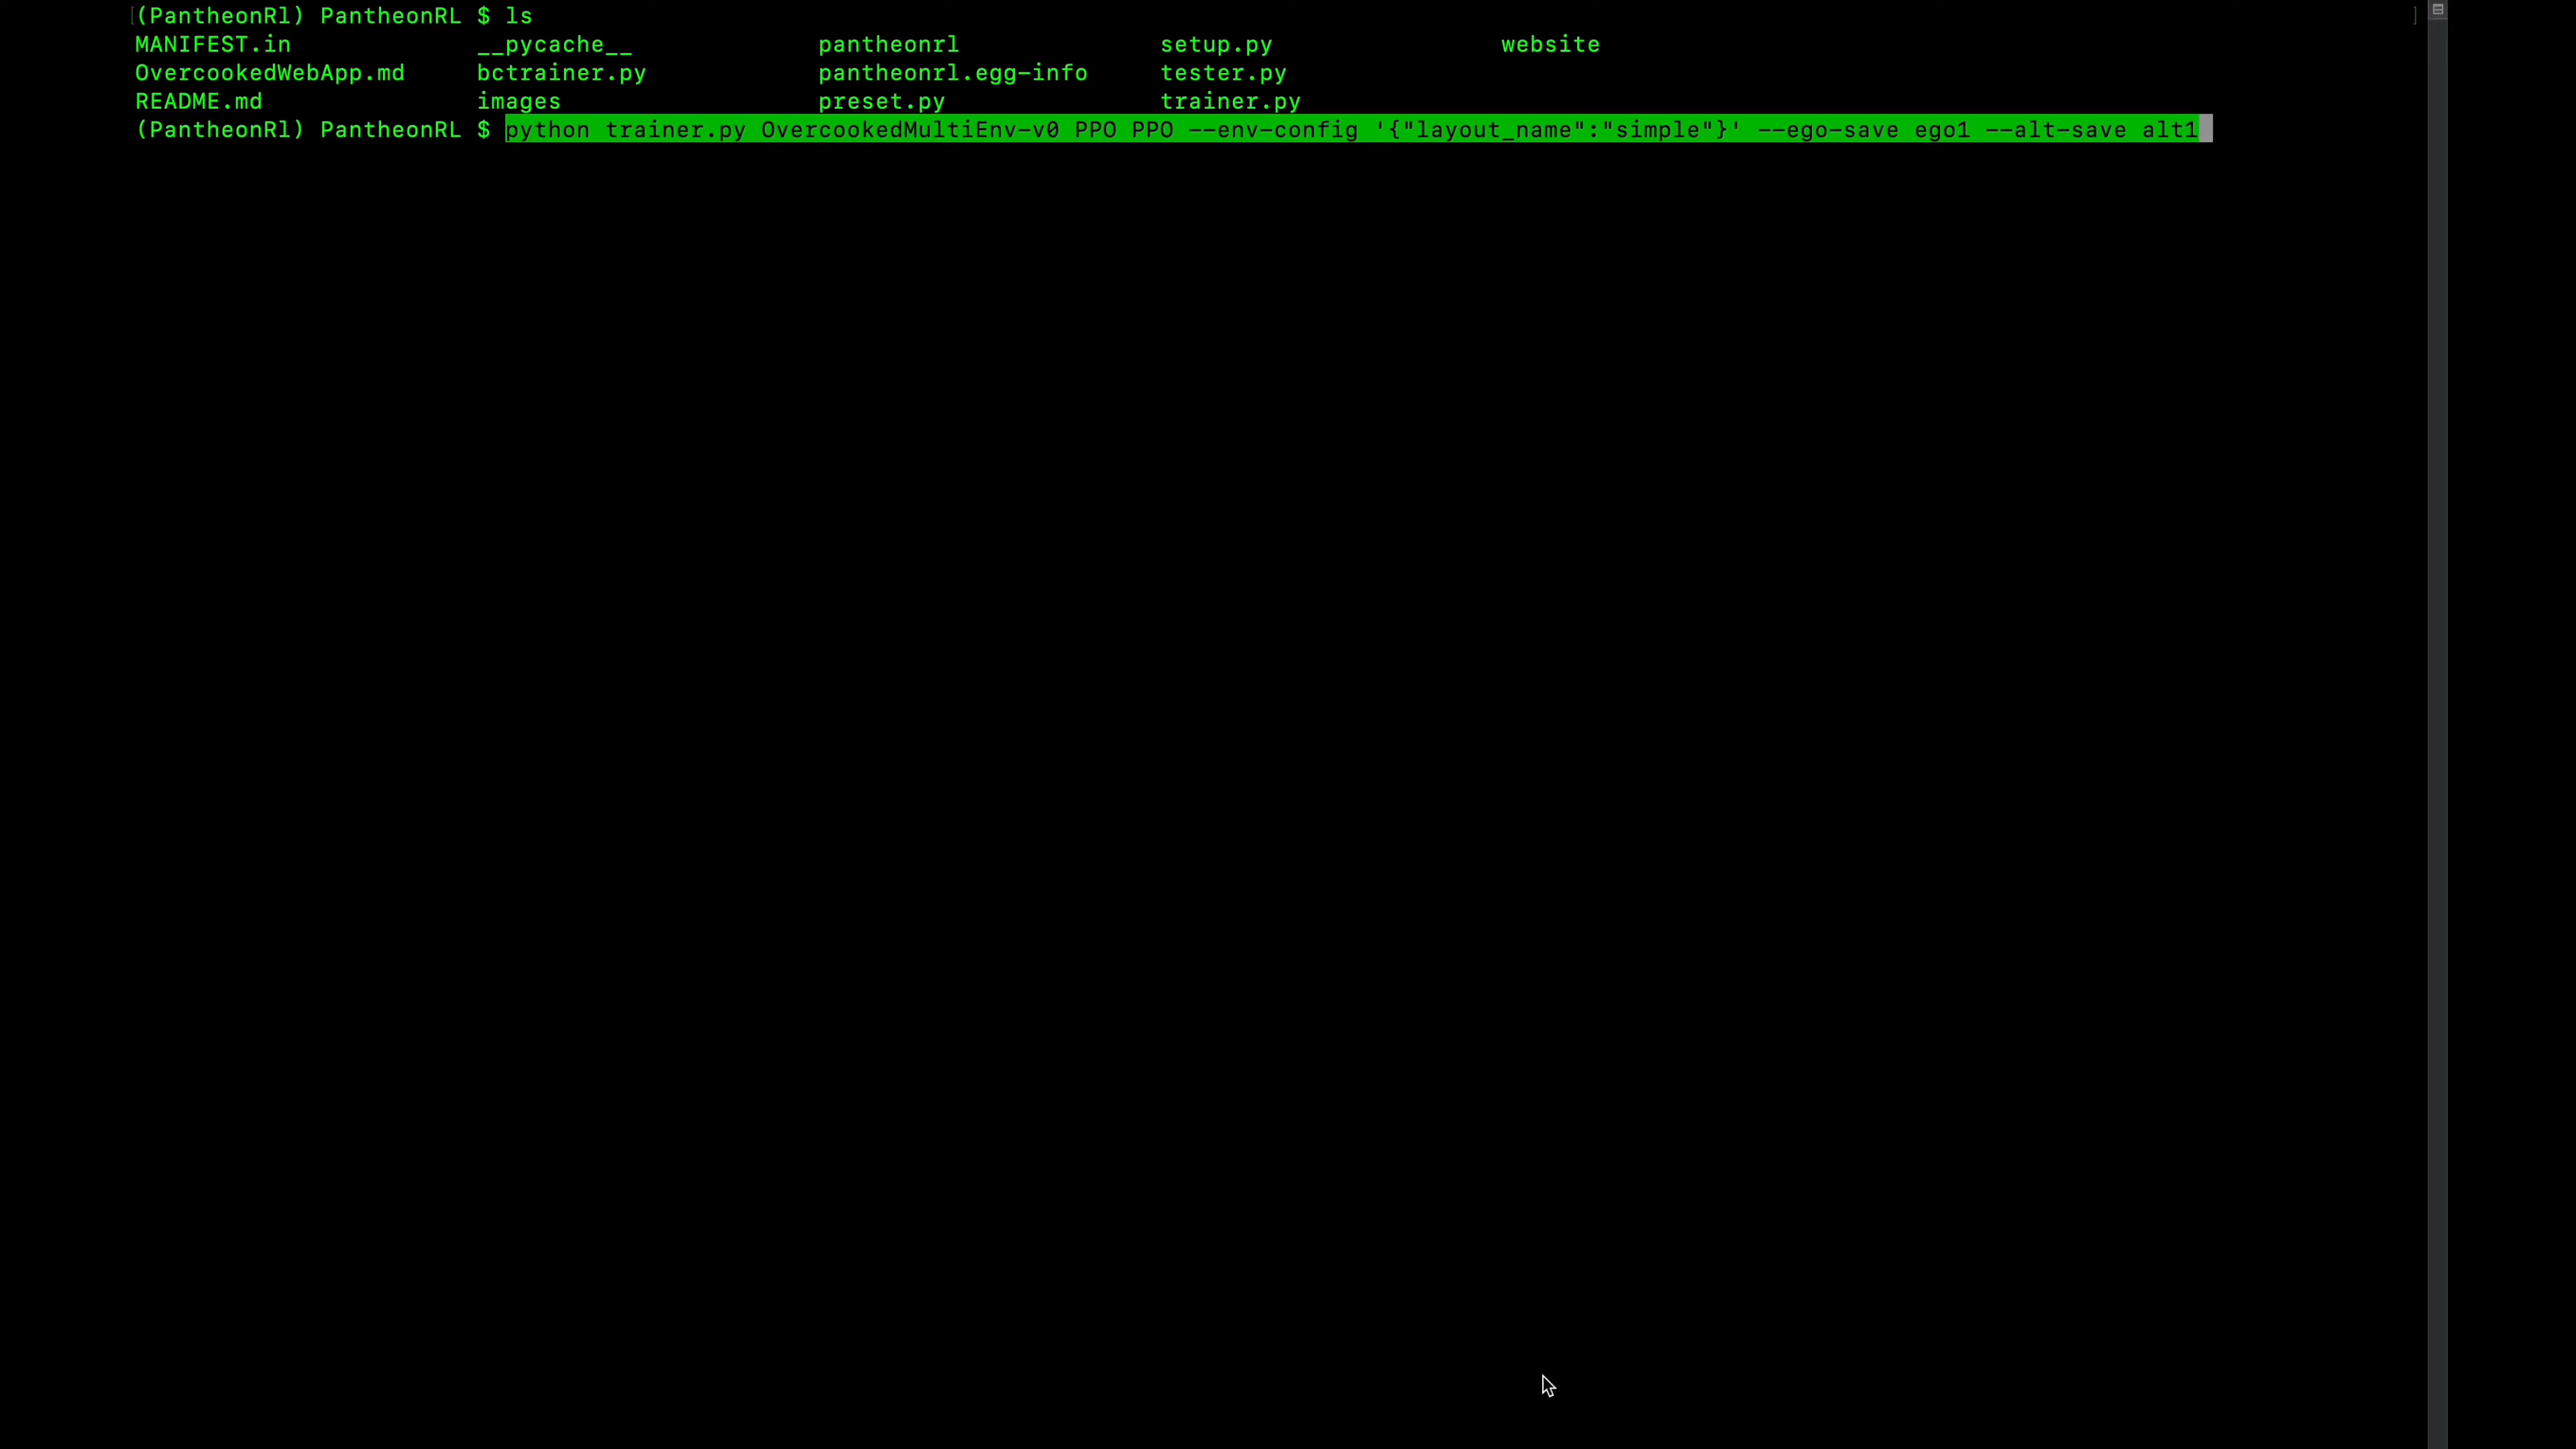 (PantheonRl) PantheonRL $ ls
MANIFEST.in __pycache__ pantheonrl setup.py website
OvercookedWebApp.md bctrainer.py pantheonrl.egg-info tester.py
README.md images preset.py trainer.py
(PantheonRl) PantheonRL $ python trainer.py OvercookedMultiEnv-v0 PPO PPO --env-config '{"layout_name":"simple"}' --ego-save ego1 --alt-save alt1